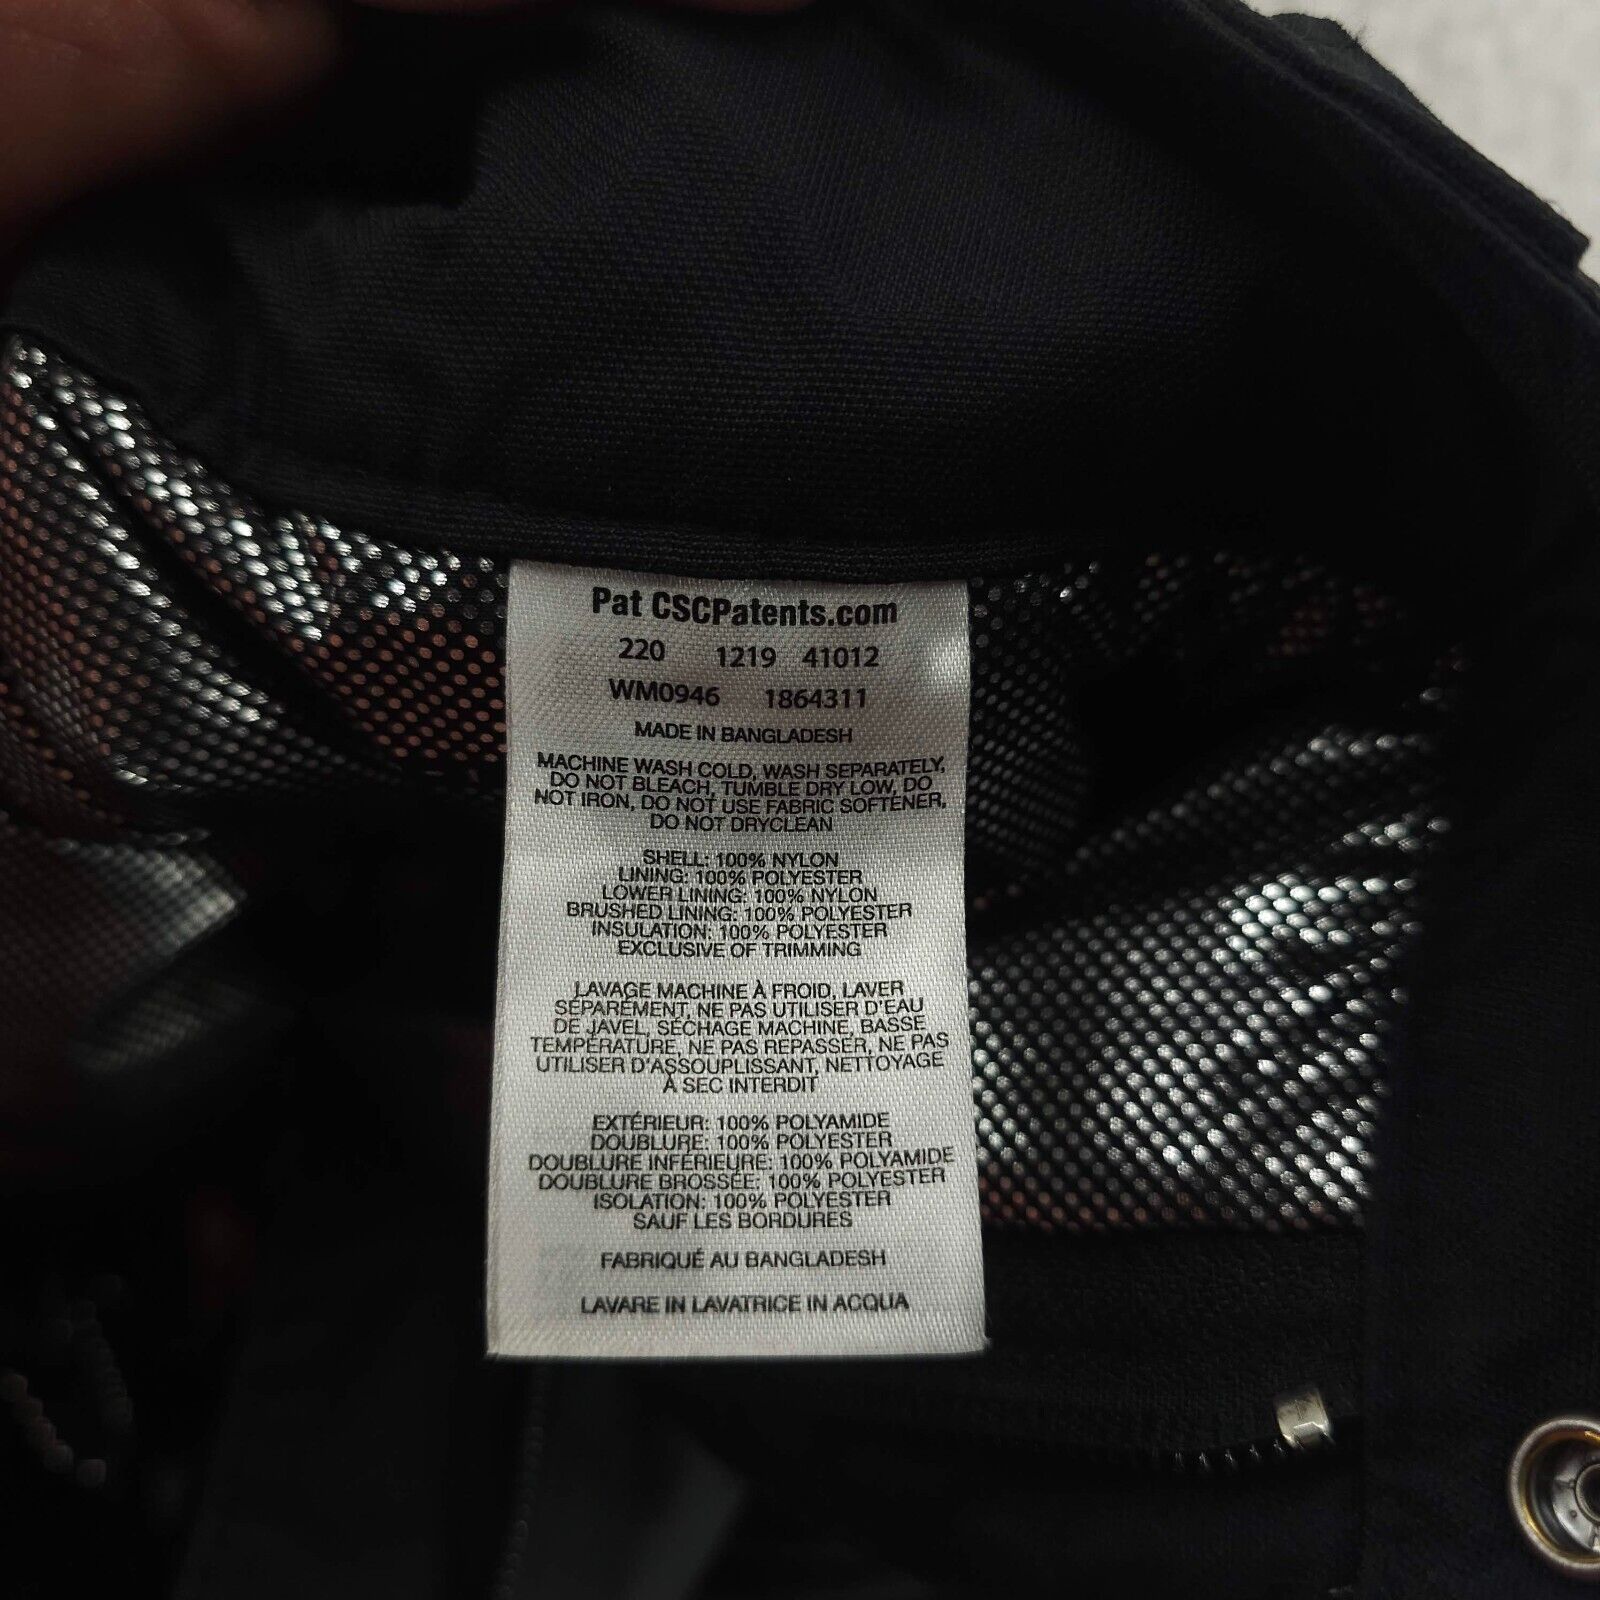 Pat CSCPatents.com
220 1219 41012
WM0946 1864311
MADE IN BANGLADESH
MACHINE WASH COLD, WASH SEPARATELY,
DO NOT BLEACH, TUMBLE DRY LOW, DO
NOT IRON, DO NOT USE FABRIC SOFTENER,
DO NOT DRYCLEAN
SHELL: 100% NYLON
LINING: 100% POLYESTER
LOWER LINING: 100% NYLON
BRUSHED LINING: 100% POLYESTER
INSULATION: 100% POLYESTER
EXCLUSIVE OF TRIMMING
LAVAGE MACHINE À FROID, LAVER
SÉPARÉMENT, NE PAS UTILISER D'EAU
DE JAVEL, SÉCHAGE MACHINE, BASSE
TEMPÉRATURE, NE PAS REPASSER, NE PAS
UTILISER D'ASSOUPLISSANT, NETTOYAGE
À SEC INTERDIT
EXTÉRIEUR: 100% POLYAMIDE
DOUBLURE: 100% POLYESTER
DOUBLURE INFÉRIEURE: 100% POLYAMIDE
DOUBLURE BROSSÉE: 100% POLYESTER
ISOLATION: 100% POLYESTER
SAUF LES BORDURES
FABRIQUÉ AU BANGLADESH
LAVARE IN LAVATRICE IN ACQUA